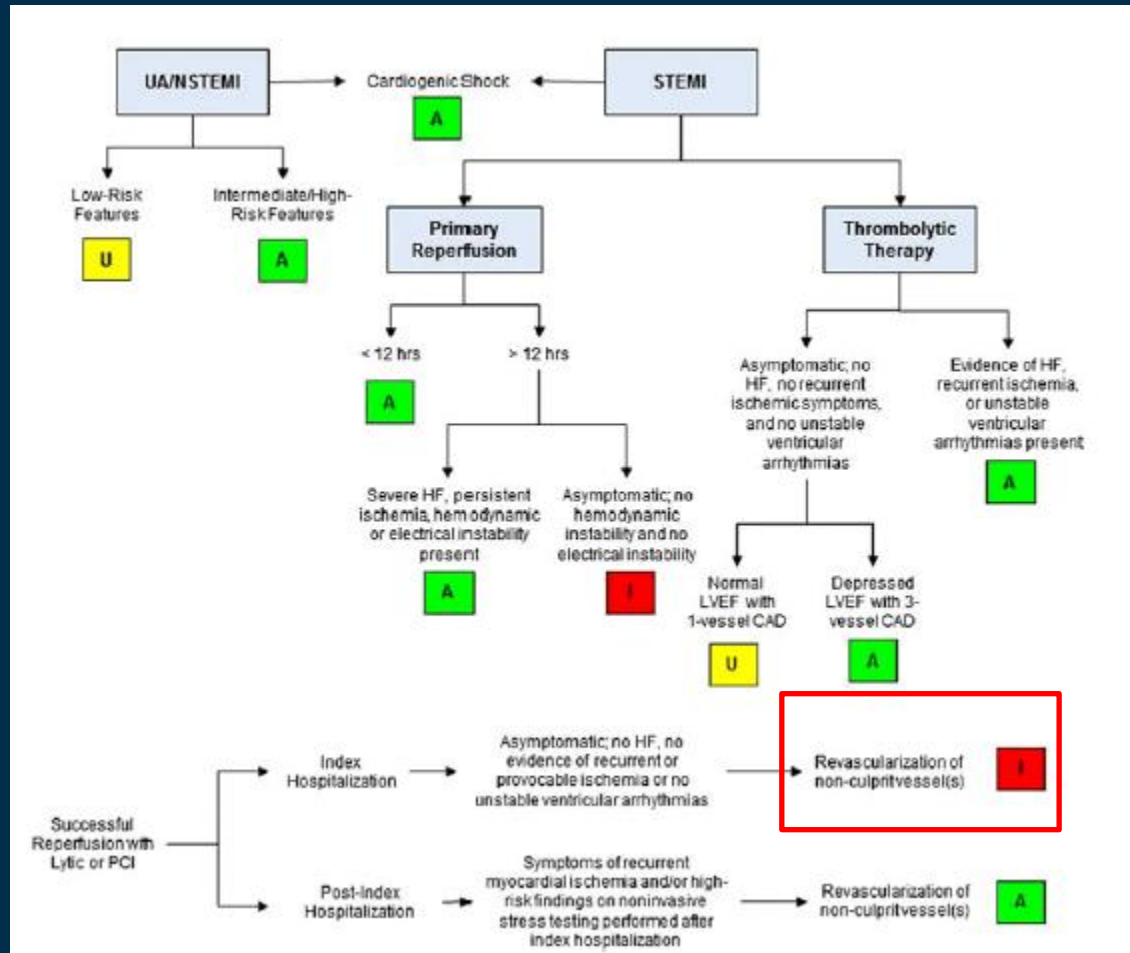 UA/NSTEMI
Cardiogenic Shock
A
STEMI
Low-Risk
Features
U
Intermediate/High-
Risk Features
A
Primary
Reperfusion
Thrombolytic
Therapy
< 12 hrs
A
> 12 hrs
Severe HF, persistent
ischemia, hemodynamic
or electrical instability
present
A
Asymptomatic; no
hemodynamic
instability and no
electrical instability
I
Asymptomatic; no
HF, no recurrent
ischemic symptoms,
and no unstable
ventricular
arrhythmias
Evidence of HF,
recurrent ischemia,
or unstable
ventricular
arrhythmias present
A
Normal
LVEF with
1-vessel CAD
U
Depressed
LVEF with 3-
vessel CAD
A
Successful
Reperfusion with
Lytic or PCI
Index
Hospitalization
Asymptomatic; no HF, no
evidence of recurrent or
provocable ischemia or no
unstable ventricular arrhythmias
Revascularization of
non-culprit vessel(s)
I
Post-Index
Hospitalization
Symptoms of recurrent
myocardial ischemia and/or high-
risk findings on noninvasive
stress testing performed after
index hospitalization
Revascularization of
non-culprit vessel(s)
A